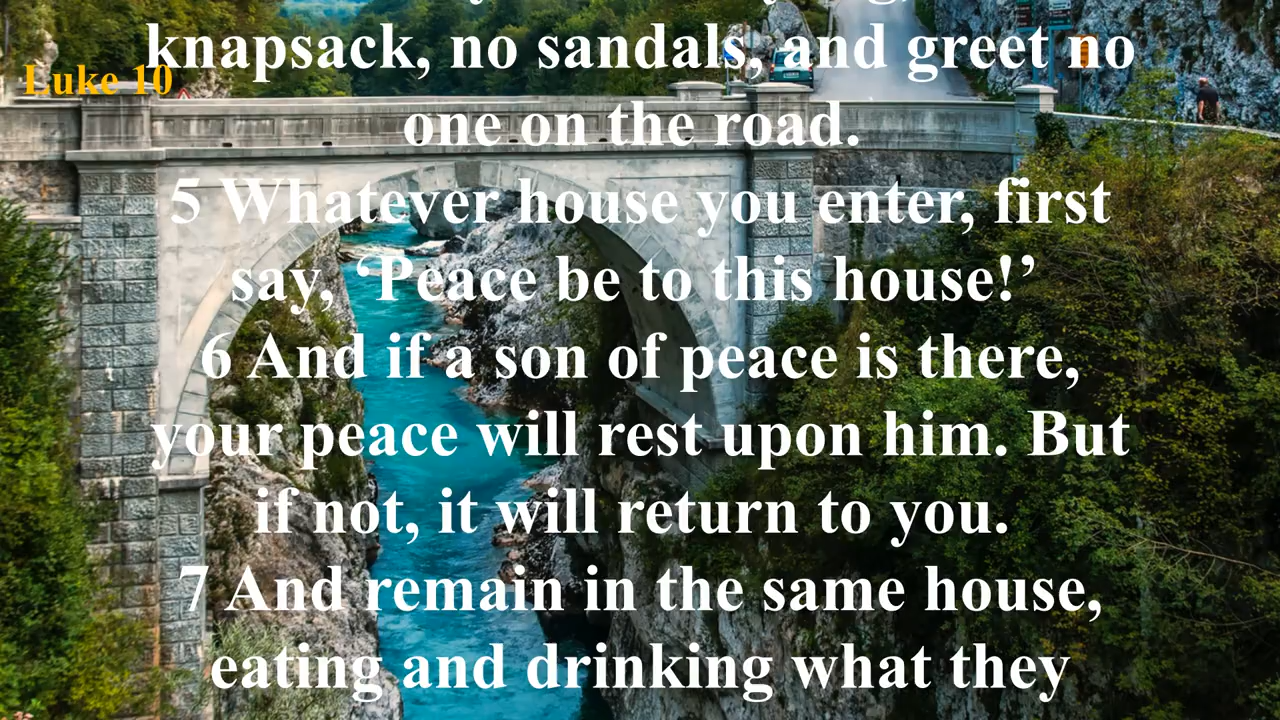 knapsack, no sandals, and greet no
Luke 10
one on the road.
5 Whatever house you enter, first
say, ‘Peace be to this house!’
6 And if a son of peace is there,
your peace will rest upon him. But
if not, it will return to you.
7 And remain in the same house,
eating and drinking what they